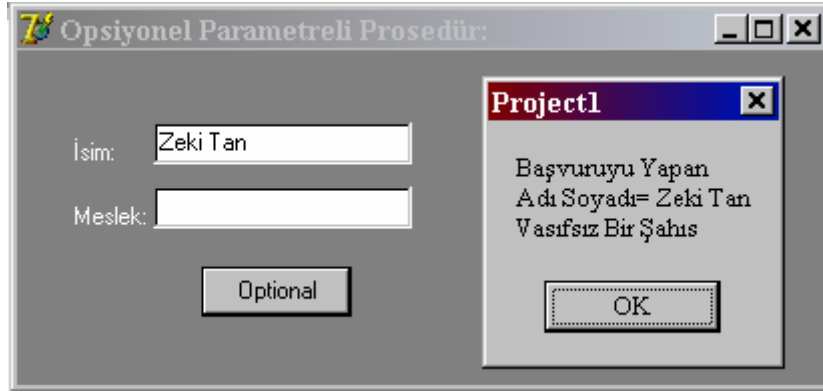 Opsiyonel Parametreli Prosedür:
İsim: Zeki Tan
Meslek:
Optional
Project1
Başvuruyu Yapan
Adı Soyadı= Zeki Tan
Vasıfsız Bir Şahıs
OK